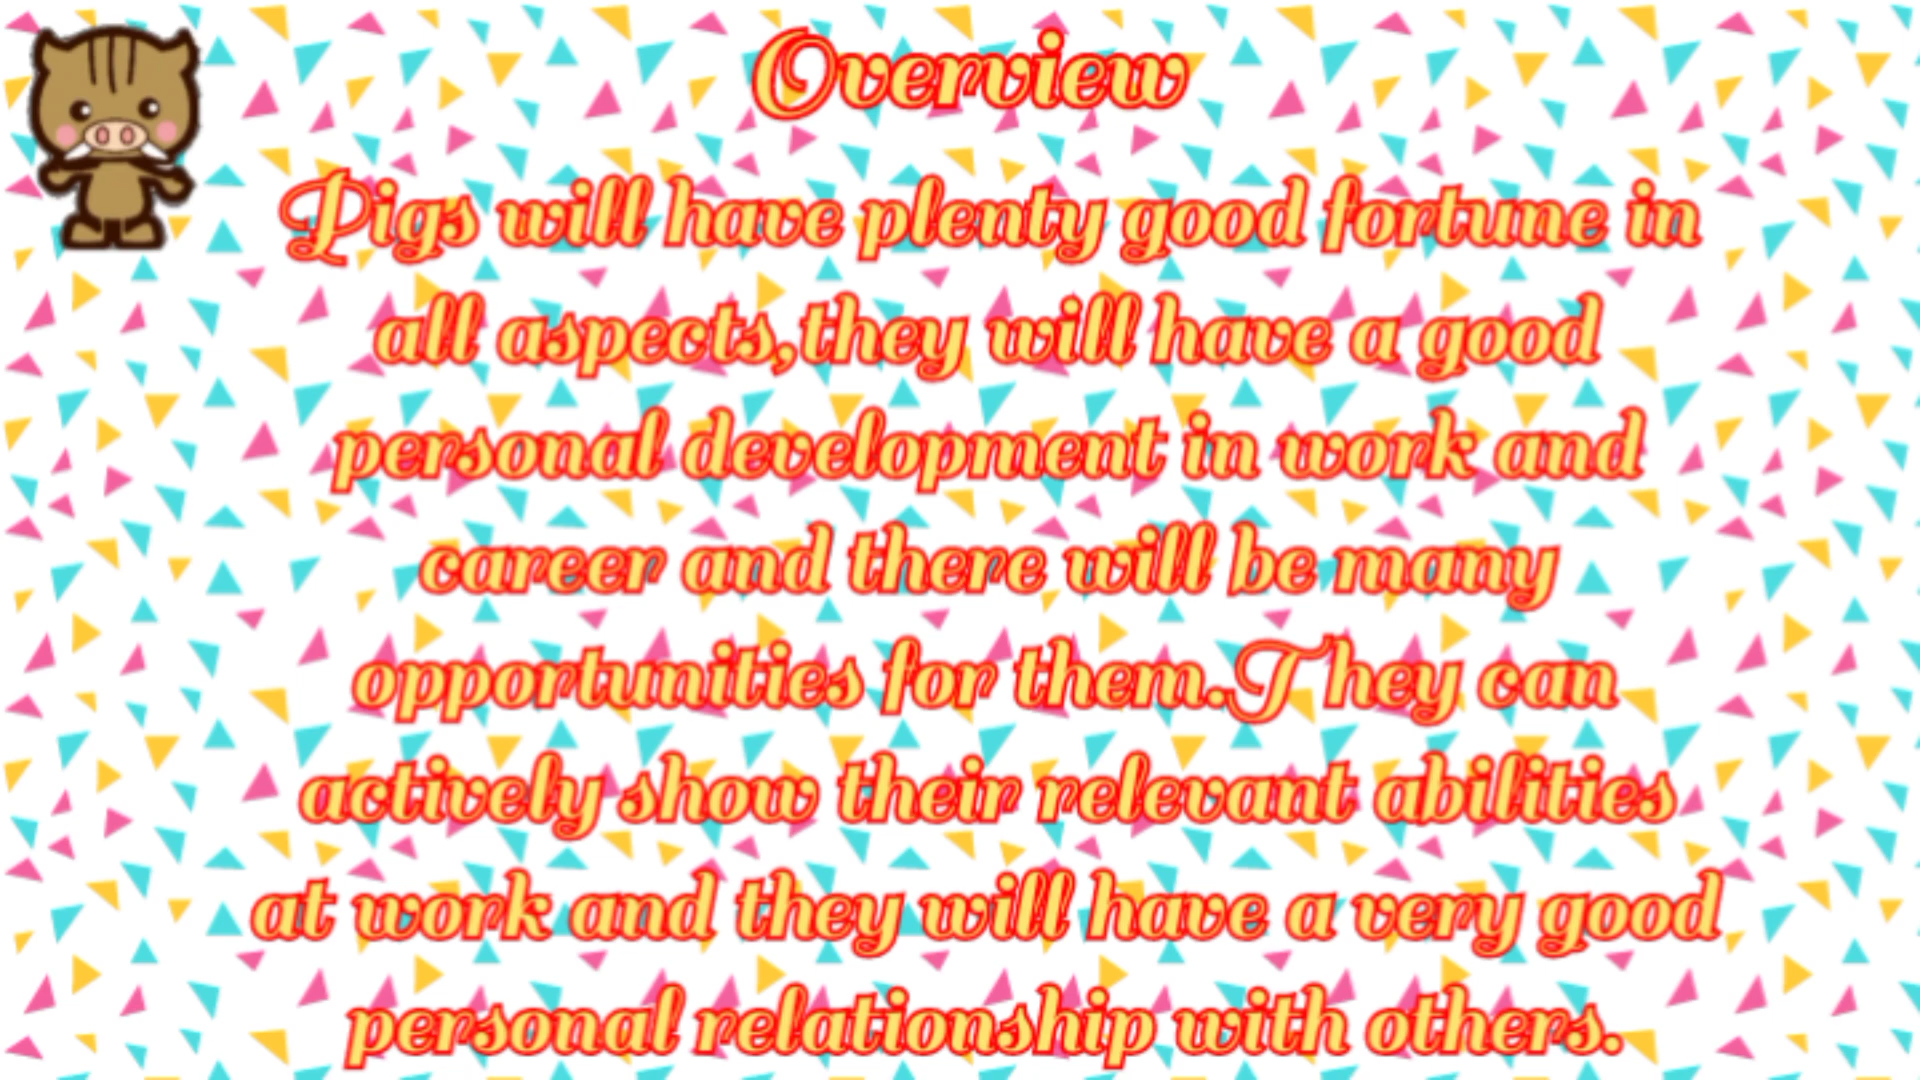 Overview
Pigs will have plenty good fortune in
all aspects,they will have a good
personal development in work and
career and there will be many
opportunities for them.They can
actively show their relevant abilities
at work and they will have a very good
personal relationship with others.